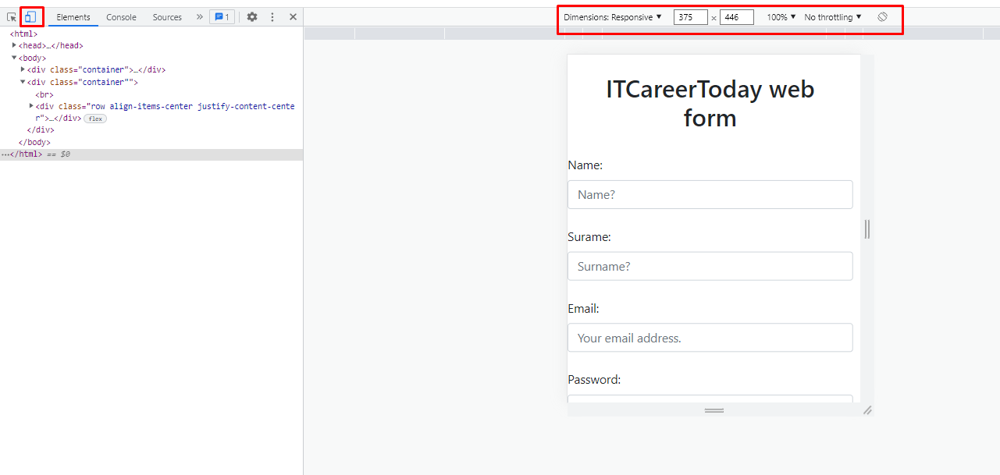 Elements Console Sources » 1
Dimensions: Responsive ▼ 375 × 446 100% ▼ No throttling ▼
<html>
▶<head>…</head>
▼<body>
▶<div class="container">…</div>
▼<div class="container"">
<br>
▶<div class="row align-items-center justify-content-cente
r">…</div> flex
</div>
</body>
…</html> == $0
ITCareerToday web
form
Name:
Name?
Surame:
Surname?
Email:
Your email address.
Password: